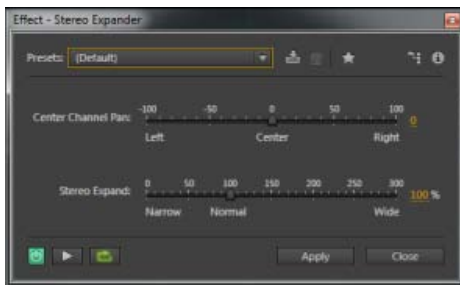 Effect - Stereo Expander
Presets: (Default)
-100 -50 0 50 100
Center Channel Pan: 0
Left Center Right
0 50 100 150 200 250 300
Stereo Expand: 100 %
Narrow Normal Wide
Apply Close